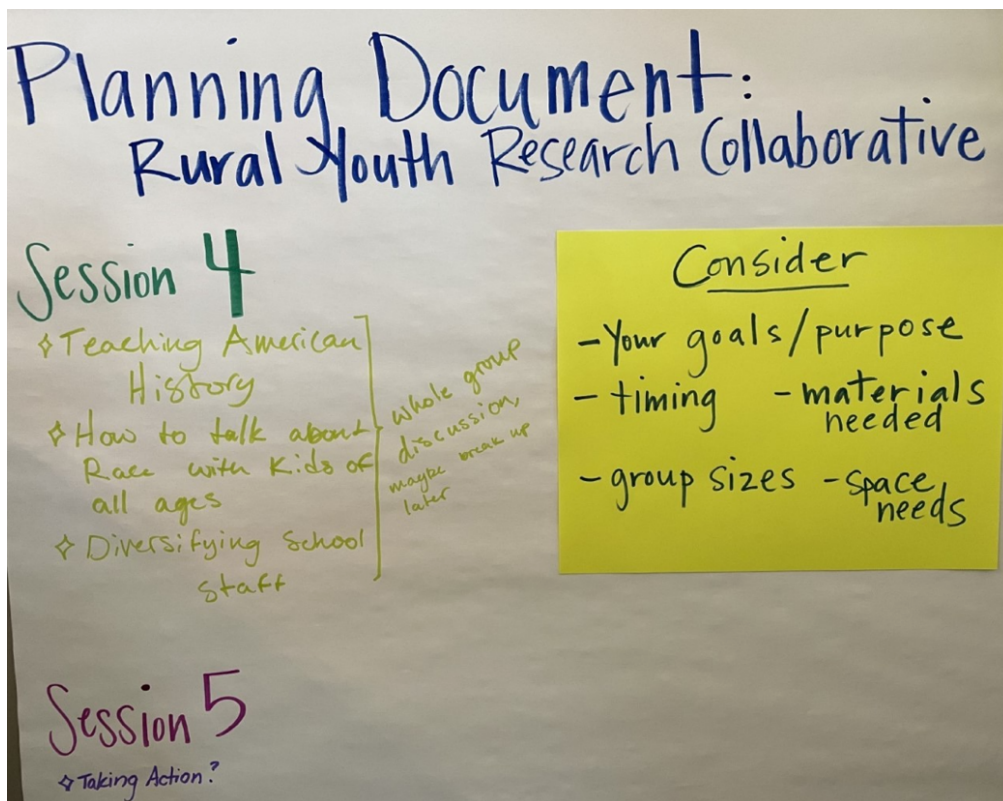 Planning Document:
Rural Youth Research Collaborative
Session 4
✧ Teaching American
History
✧ How to talk about
Race with Kids of
all ages
✧ Diversifying School
staff
whole group
discussion,
maybe break up
later
Consider
- Your goals/purpose
- timing - materials
needed
- group sizes - space
needs
Session 5
✧ Taking Action?